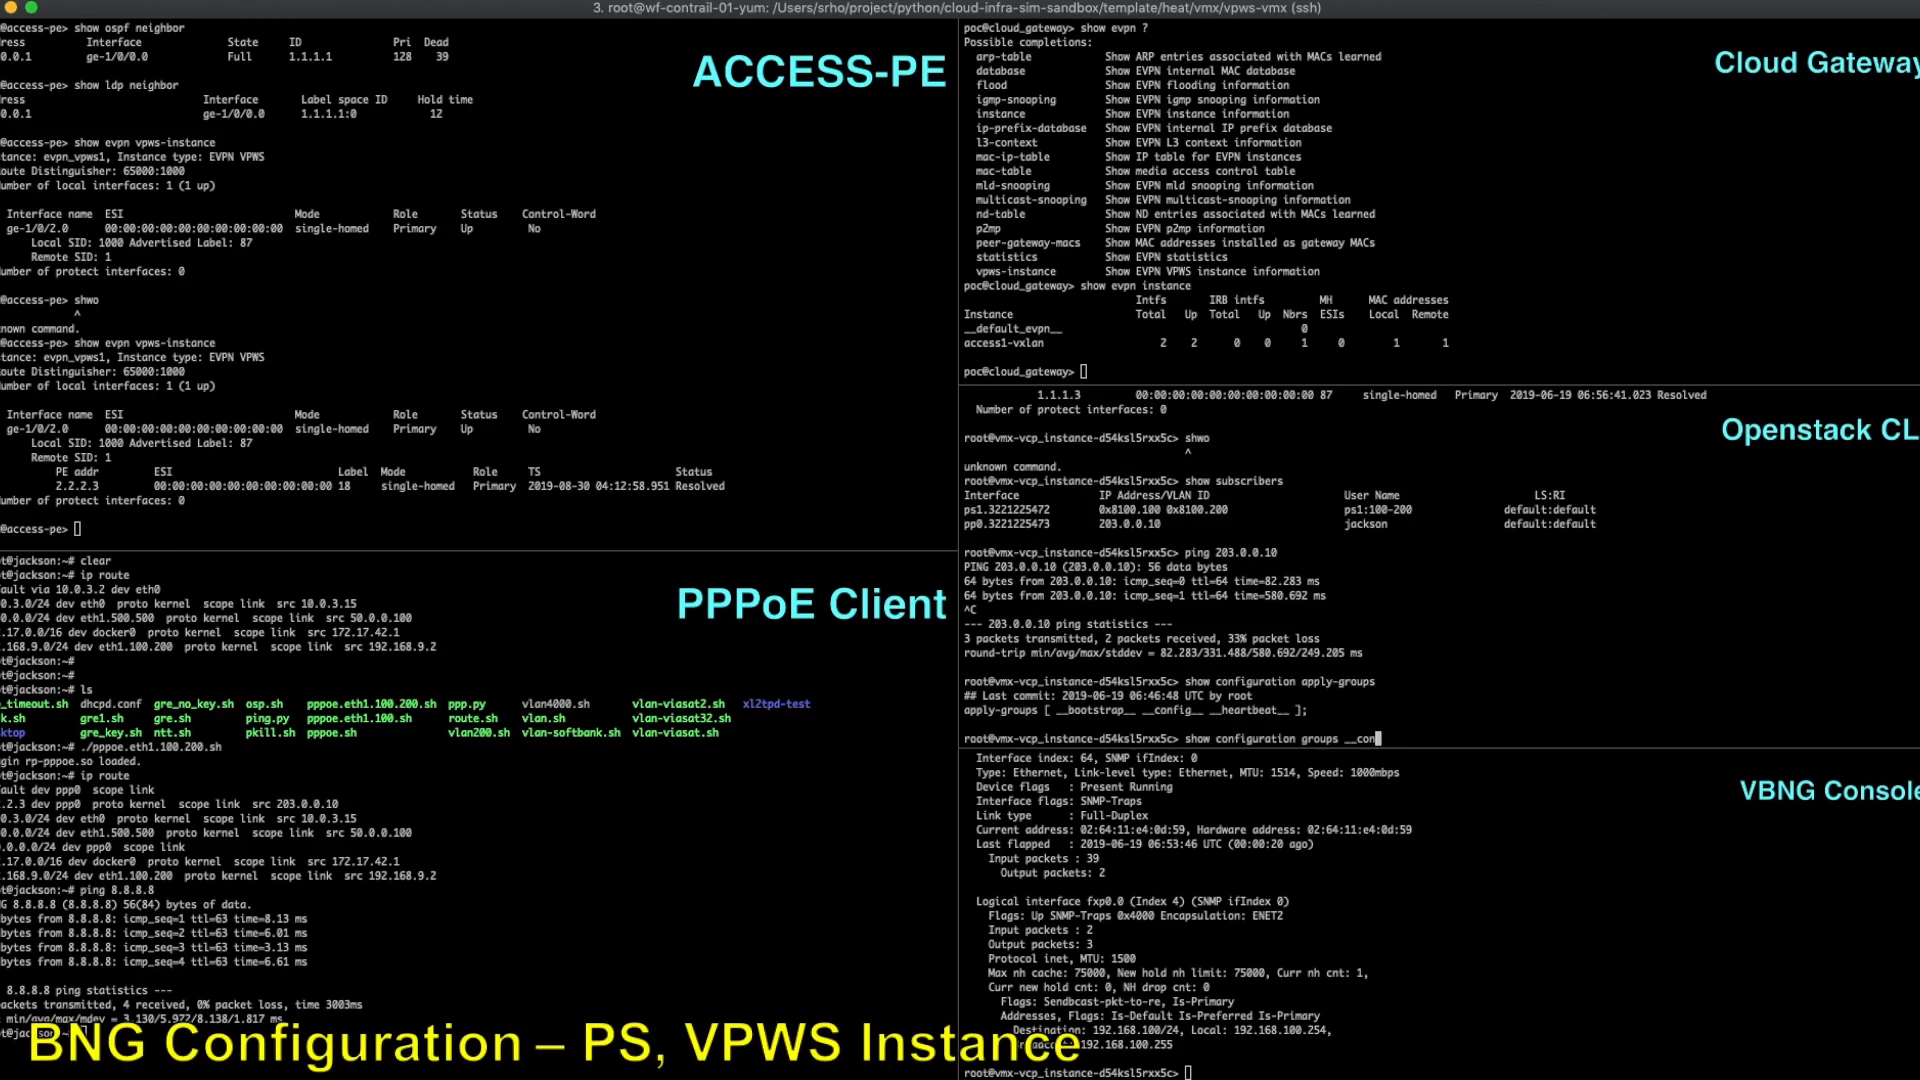 3. root@wf-contrail-01-yum: /Users/srho/project/python/cloud-infra-sim-sandbox/template/heat/vmx/vpws-vmx (ssh)
@access-pe> show ospf neighbor
ress Interface State ID Pri Dead
0.0.1 ge-1/0/0.0 Full 1.1.1.1 128 39
@access-pe> show ldp neighbor
ress Interface Label space ID Hold time
0.0.1 ge-1/0/0.0 1.1.1.1:0 12
@access-pe> show evpn vpws-instance
tance: evpn_vpws1, Instance type: EVPN VPWS
oute Distinguisher: 65000:1000
umber of local interfaces: 1 (1 up)
Interface name ESI Mode Role Status Control-Word
ge-1/0/2.0 00:00:00:00:00:00:00:00:00:00 single-homed Primary Up No
Local SID: 1000 Advertised Label: 87
Remote SID: 1
umber of protect interfaces: 0
@access-pe> shwo
^
nown command.
@access-pe> show evpn vpws-instance
tance: evpn_vpws1, Instance type: EVPN VPWS
oute Distinguisher: 65000:1000
umber of local interfaces: 1 (1 up)
Interface name ESI Mode Role Status Control-Word
ge-1/0/2.0 00:00:00:00:00:00:00:00:00:00 single-homed Primary Up No
Local SID: 1000 Advertised Label: 87
Remote SID: 1
PE addr ESI Label Mode Role TS Status
2.2.2.3 00:00:00:00:00:00:00:00:00:00 18 single-homed Primary 2019-08-30 04:12:58.951 Resolved
umber of protect interfaces: 0
@access-pe>
ACCESS-PE
t@jackson:~# clear
t@jackson:~# ip route
ault via 10.0.3.2 dev eth0
0.3.0/24 dev eth0 proto kernel scope link src 10.0.3.15
0.0.0/24 dev eth1.500.500 proto kernel scope link src 50.0.0.100
.17.0.0/16 dev docker0 proto kernel scope link src 172.17.42.1
.168.9.0/24 dev eth1.100.200 proto kernel scope link src 192.168.9.2
t@jackson:~#
t@jackson:~#
t@jackson:~# ls
_timeout.sh dhcpd.conf gre_no_key.sh osp.sh pppoe.eth1.100.200.sh ppp.py vlan4000.sh vlan-viasat2.sh xl2tpd-test
k.sh gre1.sh gre.sh ping.py pppoe.eth1.100.sh route.sh vlan.sh vlan-viasat32.sh
ktop gre_key.sh ntt.sh pkill.sh pppoe.sh vlan200.sh vlan-softbank.sh vlan-viasat.sh
t@jackson:~# ./pppoe.eth1.100.200.sh
gin rp-pppoe.so loaded.
t@jackson:~# ip route
ault dev ppp0 scope link
.2.3 dev ppp0 proto kernel scope link src 203.0.0.10
0.3.0/24 dev eth0 proto kernel scope link src 10.0.3.15
0.0.0/24 dev eth1.500.500 proto kernel scope link src 50.0.0.100
.0.0.0/24 dev ppp0 scope link
.17.0.0/16 dev docker0 proto kernel scope link src 172.17.42.1
.168.9.0/24 dev eth1.100.200 proto kernel scope link src 192.168.9.2
t@jackson:~# ping 8.8.8.8
G 8.8.8.8 (8.8.8.8) 56(84) bytes of data.
bytes from 8.8.8.8: icmp_seq=1 ttl=63 time=8.13 ms
bytes from 8.8.8.8: icmp_seq=2 ttl=63 time=6.01 ms
bytes from 8.8.8.8: icmp_seq=3 ttl=63 time=3.13 ms
bytes from 8.8.8.8: icmp_seq=4 ttl=63 time=6.61 ms
8.8.8.8 ping statistics ---
ackets transmitted, 4 received, 0% packet loss, time 3003ms
min/avg/max/mdev = 3.130/5.972/8.138/1.817 ms
PPPoE Client
poc@cloud_gateway> show evpn ?
Possible completions:
arp-table Show ARP entries associated with MACs learned
database Show EVPN internal MAC database
flood Show EVPN flooding information
igmp-snooping Show EVPN igmp snooping information
instance Show EVPN instance information
ip-prefix-database Show EVPN internal IP prefix database
l3-context Show EVPN L3 context information
mac-ip-table Show IP table for EVPN instances
mac-table Show media access control table
mld-snooping Show EVPN mld snooping information
multicast-snooping Show EVPN multicast-snooping information
nd-table Show ND entries associated with MACs learned
p2mp Show EVPN p2mp information
peer-gateway-macs Show MAC addresses installed as gateway MACs
statistics Show EVPN statistics
vpws-instance Show EVPN VPWS instance information
poc@cloud_gateway> show evpn instance
Intfs IRB intfs MH MAC addresses
Instance Total Up Total Up Nbrs ESIs Local Remote
__default_evpn__ 0
access1-vxlan 2 2 0 0 1 0 1 1
poc@cloud_gateway>
Cloud Gateway
1.1.1.3 00:00:00:00:00:00:00:00:00:00 87 single-homed Primary 2019-06-19 06:56:41.023 Resolved
Number of protect interfaces: 0
root@vmx-vcp_instance-d54ksl5rxx5c> shwo
^
unknown command.
root@vmx-vcp_instance-d54ksl5rxx5c> show subscribers
Interface IP Address/VLAN ID User Name LS:RI
ps1.3221225472 0x8100.100 0x8100.200 ps1:100-200 default:default
pp0.3221225473 203.0.0.10 jackson default:default
root@vmx-vcp_instance-d54ksl5rxx5c> ping 203.0.0.10
PING 203.0.0.10 (203.0.0.10): 56 data bytes
64 bytes from 203.0.0.10: icmp_seq=0 ttl=64 time=82.283 ms
64 bytes from 203.0.0.10: icmp_seq=1 ttl=64 time=580.692 ms
^C
--- 203.0.0.10 ping statistics ---
3 packets transmitted, 2 packets received, 33% packet loss
round-trip min/avg/max/stddev = 82.283/331.488/580.692/249.205 ms
root@vmx-vcp_instance-d54ksl5rxx5c> show configuration apply-groups
## Last commit: 2019-06-19 06:46:48 UTC by root
apply-groups [ __bootstrap__ __config__ __heartbeat__ ];
root@vmx-vcp_instance-d54ksl5rxx5c> show configuration groups __con
Openstack CL
Interface index: 64, SNMP ifIndex: 0
Type: Ethernet, Link-level type: Ethernet, MTU: 1514, Speed: 1000mbps
Device flags : Present Running
Interface flags: SNMP-Traps
Link type : Full-Duplex
Current address: 02:64:11:e4:0d:59, Hardware address: 02:64:11:e4:0d:59
Last flapped : 2019-06-19 06:53:46 UTC (00:00:20 ago)
Input packets : 39
Output packets: 2
Logical interface fxp0.0 (Index 4) (SNMP ifIndex 0)
Flags: Up SNMP-Traps 0x4000 Encapsulation: ENET2
Input packets : 2
Output packets: 3
Protocol inet, MTU: 1500
Max nh cache: 75000, New hold nh limit: 75000, Curr nh cnt: 1,
Curr new hold cnt: 0, NH drop cnt: 0
Flags: Sendbcast-pkt-to-re, Is-Primary
Addresses, Flags: Is-Default Is-Preferred Is-Primary
Destination: 192.168.100/24, Local: 192.168.100.254,
192.168.100.255
root@vmx-vcp_instance-d54ksl5rxx5c>
VBNG Console
BNG Configuration – PS, VPWS Instance